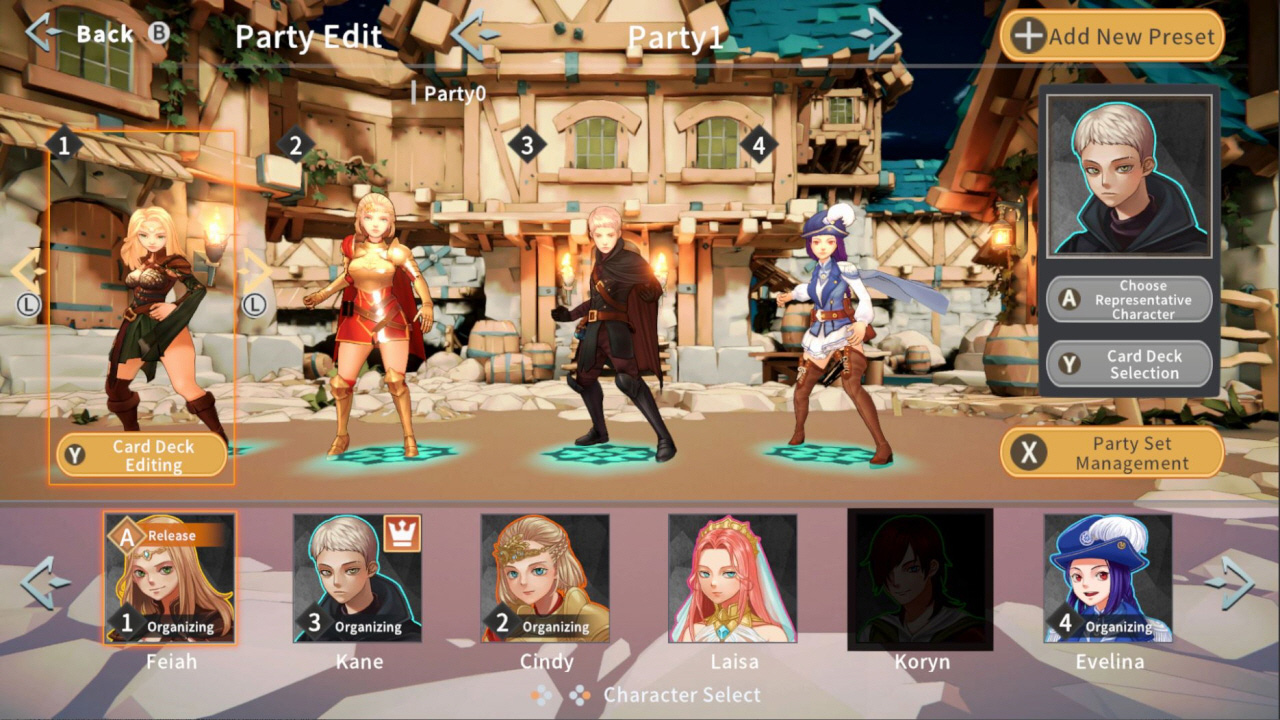 Back B
Party Edit
Party1
+ Add New Preset
Party0
1
2
3
4
L
L
A Choose
Representative
Character
Y Card Deck
Selection
Y Card Deck
Editing
X Party Set
Management
A Release
1 Organizing
3 Organizing
2 Organizing
4 Organizing
Feiah
Kane
Cindy
Laisa
Koryn
Evelina
Character Select